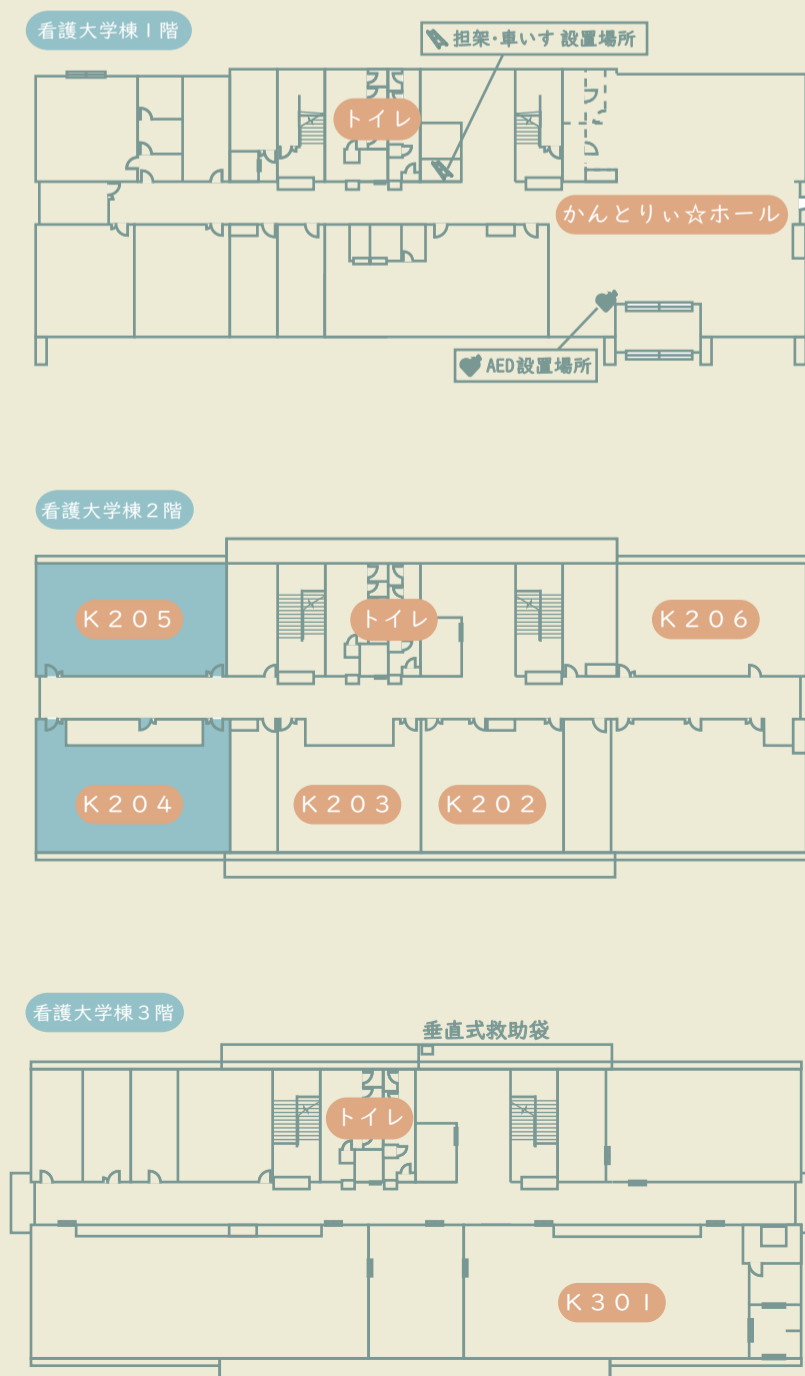 看護大学棟1階
担架・車いす 設置場所
トイレ
かんとりぃ☆ホール
AED設置場所
看護大学棟2階
K205
トイレ
K206
K204
K203
K202
看護大学棟3階
垂直式救助袋
トイレ
K301